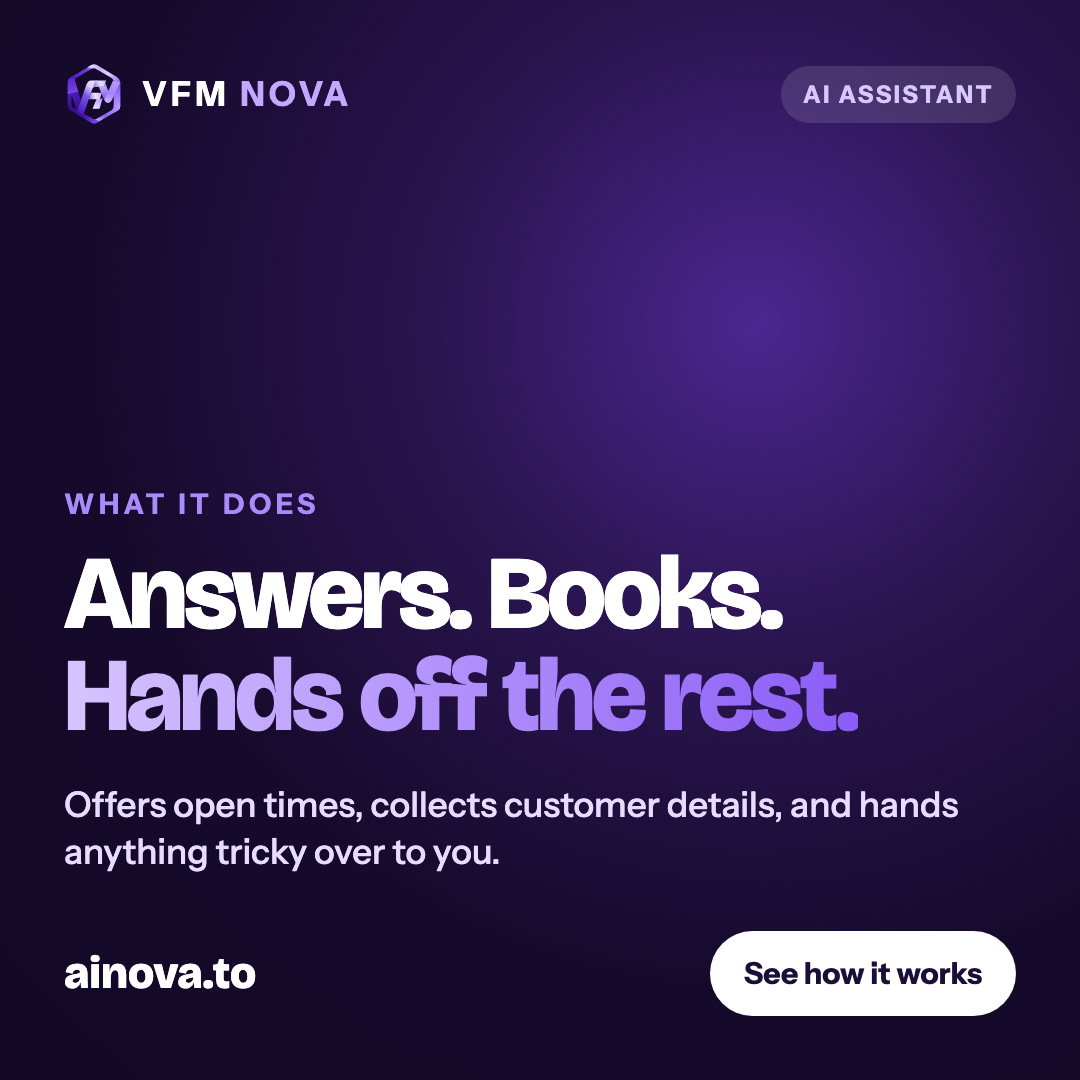 VFM NOVA
AI ASSISTANT
WHAT IT DOES
Answers. Books.
Hands off the rest.
Offers open times, collects customer details, and hands
anything tricky over to you.
ainova.to
See how it works